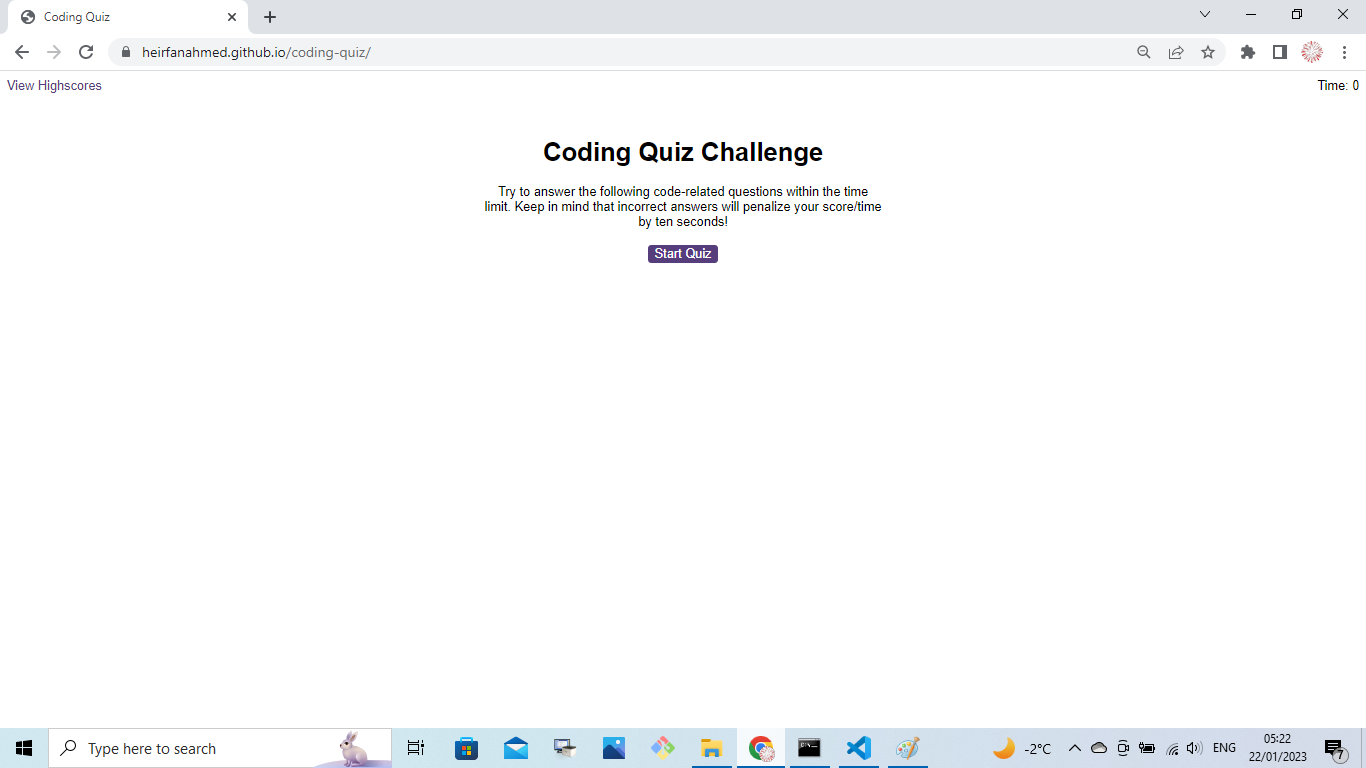 Coding Quiz
heirfanahmed.github.io/coding-quiz/
View Highscores
Time: 0
Coding Quiz Challenge
Try to answer the following code-related questions within the time
limit. Keep in mind that incorrect answers will penalize your score/time
by ten seconds!
Start Quiz
Type here to search
-2°C
ENG
05:22
22/01/2023
7